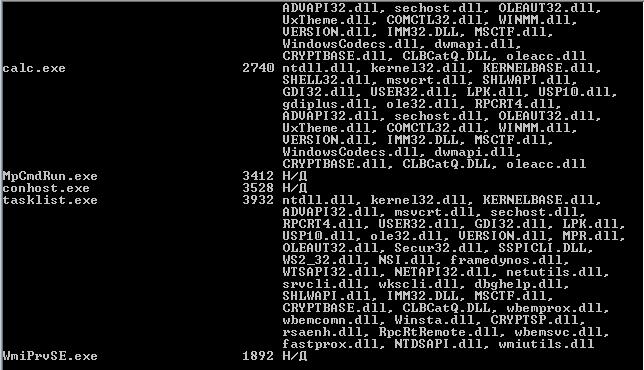 ADVAPI32.dll, sechost.dll, OLEAUT32.dll,
UxTheme.dll, COMCTL32.dll, WINMM.dll,
VERSION.dll, IMM32.DLL, MSCTF.dll,
WindowsCodecs.dll, dwmapi.dll,
CRYPTBASE.dll, CLBCatQ.DLL, oleacc.dll
calc.exe 2740 ntdll.dll, kernel32.dll, KERNELBASE.dll,
SHELL32.dll, msvcrt.dll, SHLWAPI.dll,
GDI32.dll, USER32.dll, LPK.dll, USP10.dll,
gdiplus.dll, ole32.dll, RPCRT4.dll,
ADVAPI32.dll, sechost.dll, OLEAUT32.dll,
UxTheme.dll, COMCTL32.dll, WINMM.dll,
VERSION.dll, IMM32.DLL, MSCTF.dll,
WindowsCodecs.dll, dwmapi.dll,
CRYPTBASE.dll, CLBCatQ.DLL, oleacc.dll
MpCmdRun.exe 3412 Н/Д
conhost.exe 3528 Н/Д
tasklist.exe 3932 ntdll.dll, kernel32.dll, KERNELBASE.dll,
ADVAPI32.dll, msvcrt.dll, sechost.dll,
RPCRT4.dll, USER32.dll, GDI32.dll, LPK.dll,
USP10.dll, ole32.dll, VERSION.dll, MPR.dll,
OLEAUT32.dll, Secur32.dll, SSPICLI.DLL,
WS2_32.dll, NSI.dll, framedynos.dll,
WTSAPI32.dll, NETAPI32.dll, netutils.dll,
srvcli.dll, wkscli.dll, dbghelp.dll,
SHLWAPI.dll, IMM32.DLL, MSCTF.dll,
CRYPTBASE.dll, CLBCatQ.DLL, wbemprox.dll,
wbemcomn.dll, Winsta.dll, CRYPTSP.dll,
rsaenh.dll, RpcRtRemote.dll, wbemsvc.dll,
fastprox.dll, NTDSAPI.dll, wmiutils.dll
WmiPrvSE.exe 1892 Н/Д